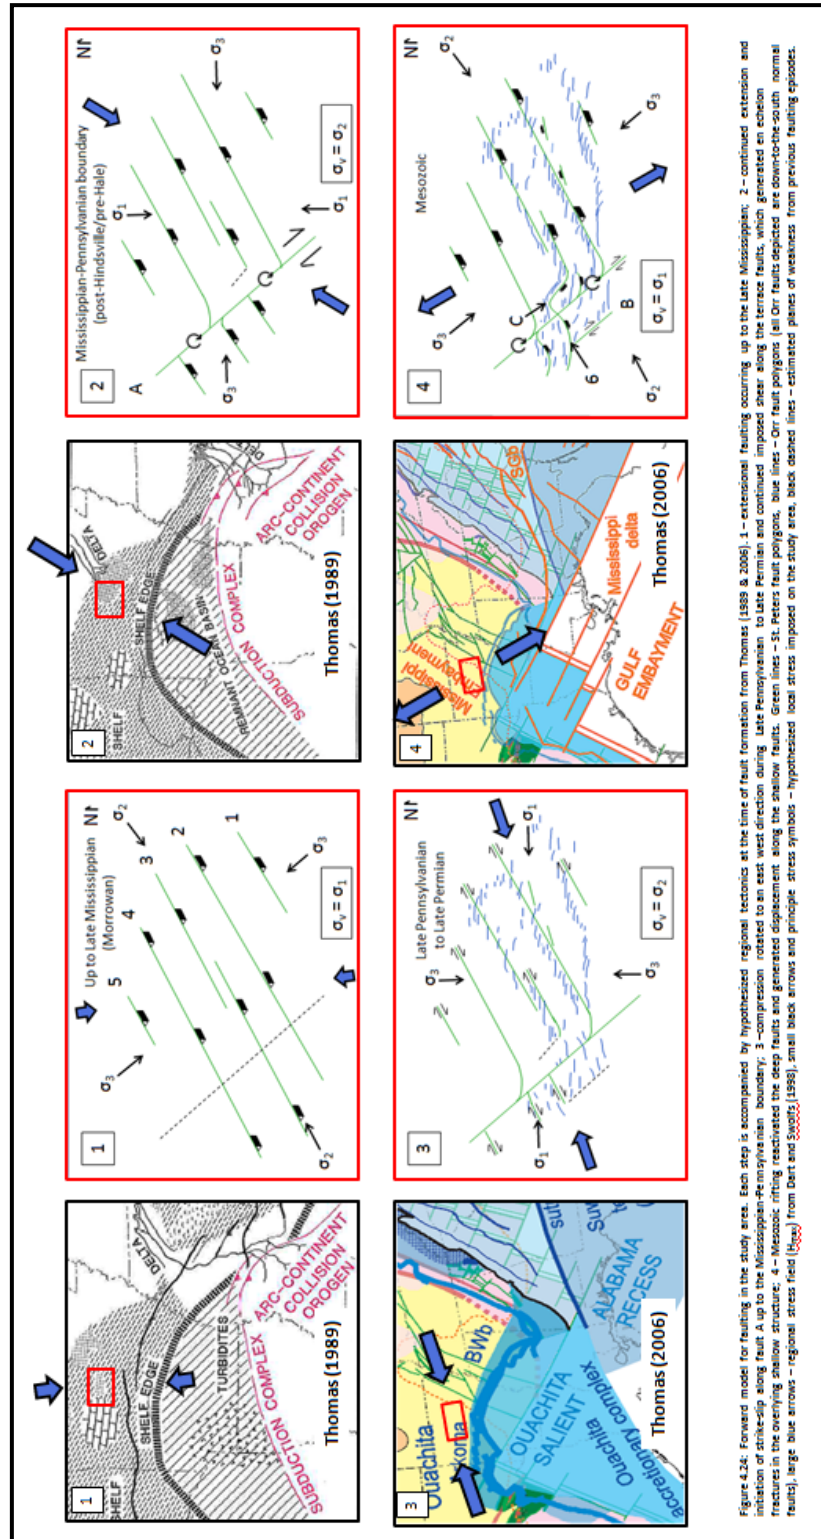 1
SHELF
DELTA
SHELF EDGE
TURBIDITES
SUBDUCTION COMPLEX
ARC-CONTINENT
COLLISION
OROGEN
Thomas (1989)
1
Up to Late Mississippian
(Morrowan)
N
5
4
3
2
1
σ3
σ2
σ2
σ3
σv = σ1
2
SHELF
DELTA
DELTA
SHELF EDGE
REMNANT OCEAN BASIN
SUBDUCTION COMPLEX
ARC-CONTINENT
COLLISION
OROGEN
Thomas (1989)
2
Mississippian-Pennsylvanian boundary
(post-Hindsville/pre-Hale)
N
A
σ1
σ3
σ3
σ1
σv = σ2
3
Ouachita
koma
BWb
OUACHITA
SALIENT
Ouachita
accretionary complex
ALABAMA
RECESS
sut
Suw
Thomas (2006)
3
Late Pennsylvanian
to Late Permian
N
σ3
σ1
σ1
σ3
σv = σ2
4
Mississippi
Embayment
SGP
Mississippi
delta
GULF
EMBAYMENT
Thomas (2006)
4
Mesozoic
N
σ2
σ3
σ3
C
6
B
σ2
σv = σ1
Figure 4.24: Forward model for faulting in the study area. Each step is accompanied by hypothesized regional tectonics at the time of fault formation from Thomas (1989 & 2006). 1 – extensional faulting occurring up to the Late Mississippian; 2 – continued extension and
initiation of strike-slip along fault A up to the Mississippian-Pennsylvanian boundary; 3 –compression rotated to an east west direction during Late Pennsylvanian to Late Permian and continued imposed shear along the terrace faults, which generated en echelon
fractures in the overlying shallow structure; 4 – Mesozoic rifting reactivated the deep faults and generated displacement along the shallow faults. Green lines – St. Peters fault polygons, blue lines – Orr fault polygons (all Orr faults depicted are down-to-the-south normal
faults), large blue arrows – regional stress field (Hmax) from Dart and Swolfs (1998), small black arrows and principle stress symbols – hypothesized local stress imposed on the study area, black dashed lines – estimated planes of weakness from previous faulting episodes.